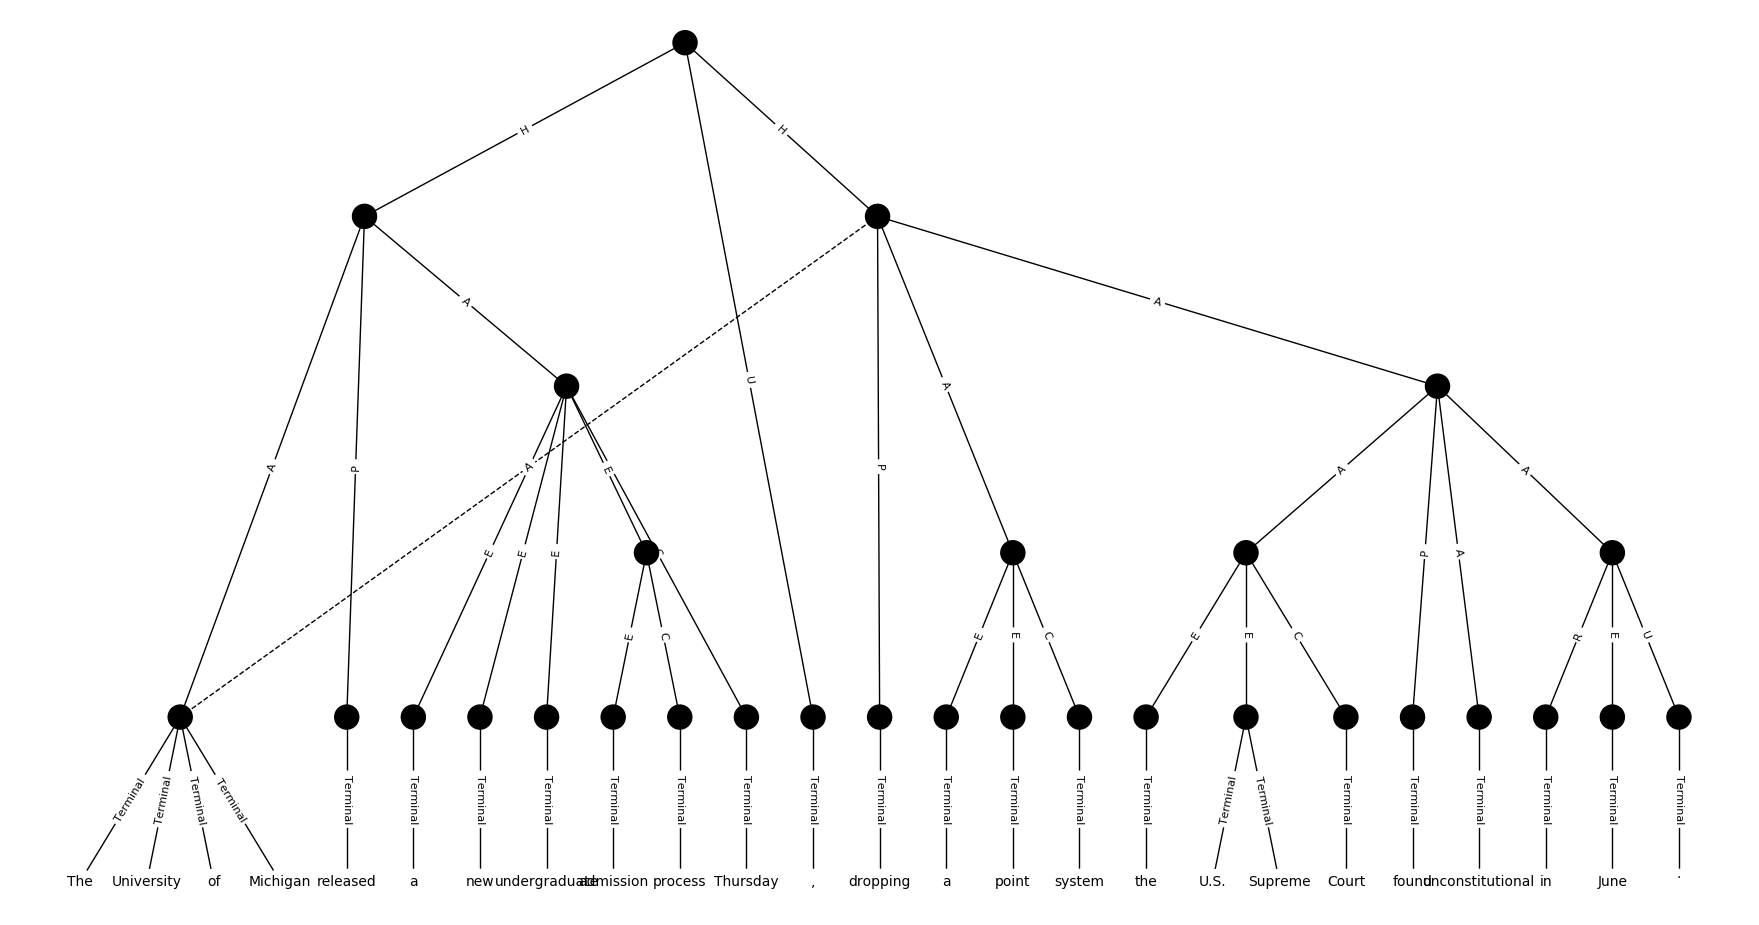 H H
A A
A U A
A P A E P A A
E E E C P A
E C E E C E E C R E U
Terminal Terminal Terminal Terminal Terminal Terminal Terminal Terminal Terminal Terminal Terminal Terminal Terminal Terminal Terminal Terminal Terminal Terminal Terminal Terminal Terminal Terminal Terminal Terminal Terminal
The University of Michigan released a new undergraduate admission process Thursday , dropping a point system the U.S. Supreme Court found unconstitutional in June .